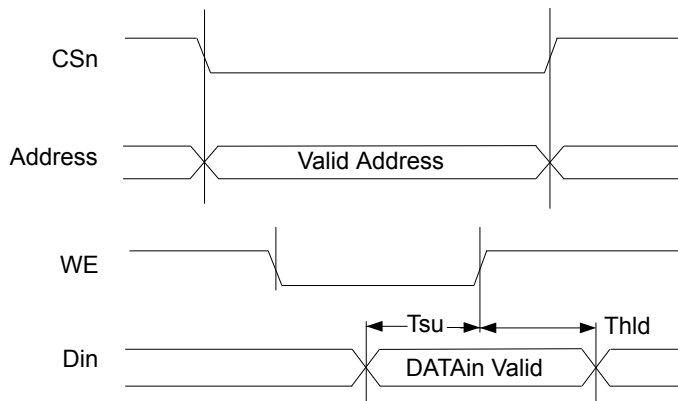 CSn
Address
Valid Address
WE
Tsu
Thld
Din
DATAin Valid